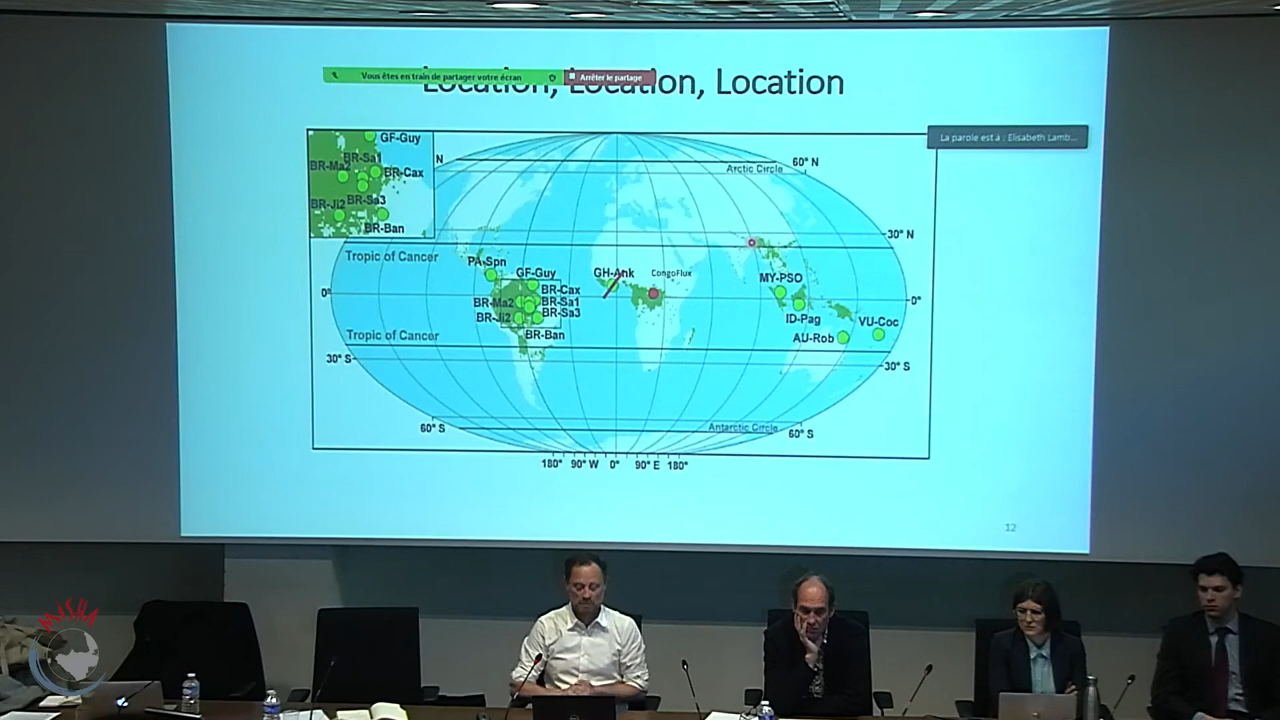 Vous êtes en train de partager votre écran
Arrêter le partage
Location, Location, Location
La parole est à : Elisabeth Lamb...
GF-Guy
BR-Sa1
BR-Ma2
BR-Cax
BR-Ji2
BR-Sa3
BR-Ban
N
60° N
Arctic Circle
30° N
Tropic of Cancer
PA-Spn
GF-Guy
GH-Ank
CongoFlux
MY-PSO
BR-Cax
0°
0°
BR-Ma2
BR-Sa1
BR-Sa3
BR-Ji2
ID-Pag
VU-Coc
BR-Ban
AU-Rob
Tropic of Cancer
30° S
30° S
60° S
Antarctic Circle
60° S
180° 90° W 0° 90° E 180°
12
MISHA